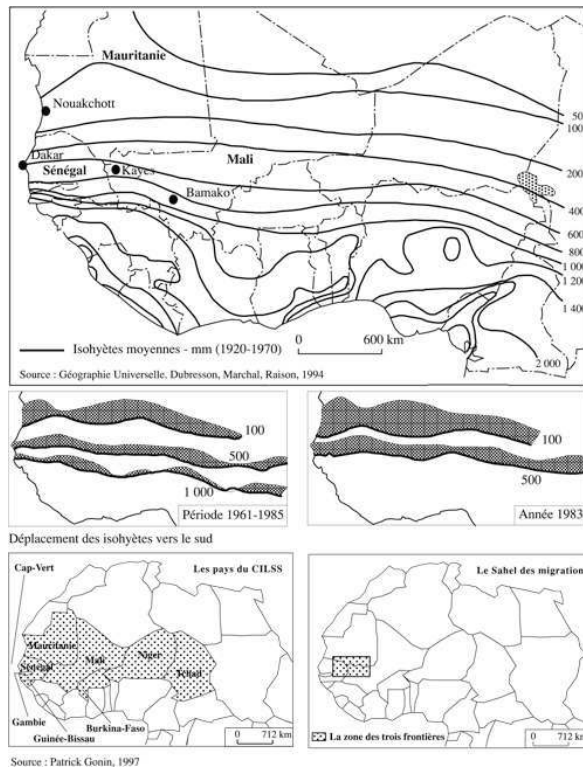 Mauritanie
Nouakchott
Dakar
Sénégal
Kayes
Mali
Bamako
50
100
200
400
600
800
1 000
1 200
1 400
2 000
0 600 km
Isohyètes moyennes - mm (1920-1970)
Source : Géographie Universelle. Dubresson, Marchal, Raison, 1994
100
500
1 000
Période 1961-1985
100
500
Année 1983
Déplacement des isohyètes vers le sud
Cap-Vert
Les pays du CILSS
Mauritanie
Sénégal
Mali
Niger
Tchad
Gambie
Guinée-Bissau
Burkina-Faso
0 712 km
Le Sahel des migrations
La zone des trois frontières
0 712 km
Source : Patrick Gonin, 1997